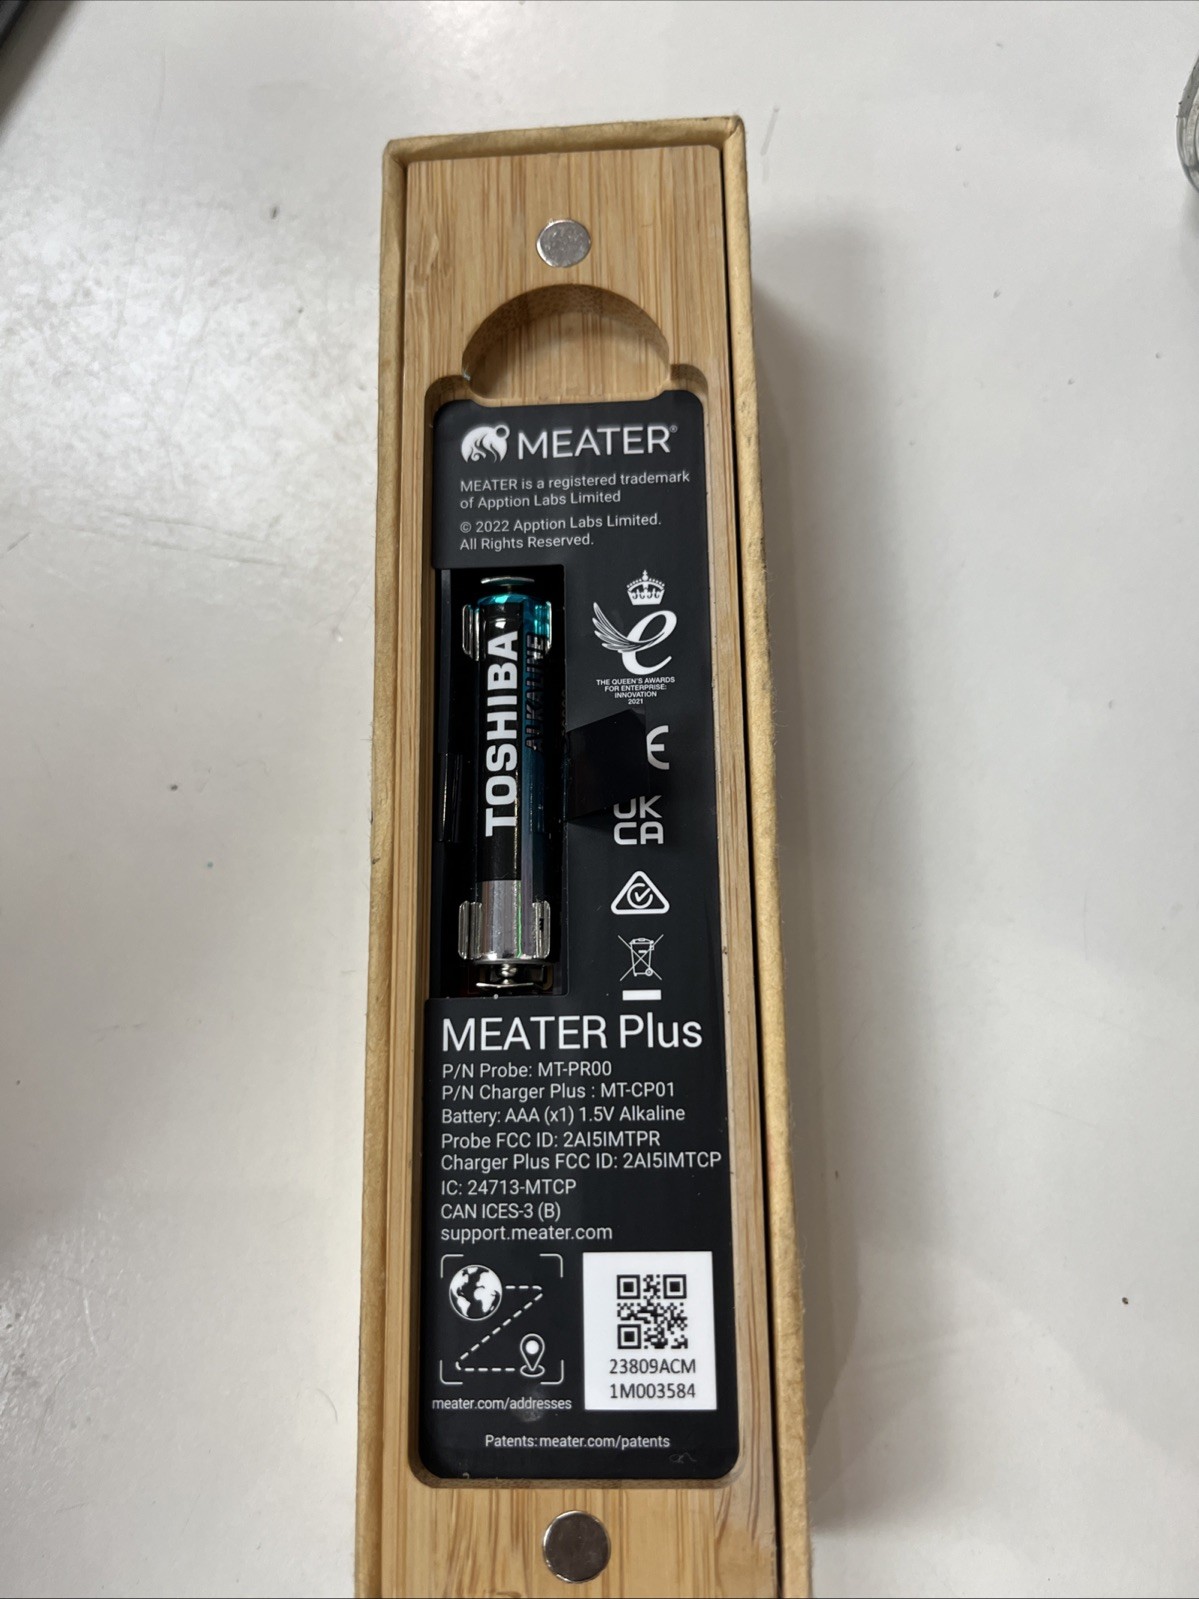 MEATER®
MEATER is a registered trademark
of Apption Labs Limited
© 2022 Apption Labs Limited.
All Rights Reserved.
TOSHIBA
ALKALINE
e
THE QUEEN'S AWARDS
FOR ENTERPRISE:
INNOVATION
2021
E
UK
CA
MEATER Plus
P/N Probe: MT-PR00
P/N Charger Plus : MT-CP01
Battery: AAA (x1) 1.5V Alkaline
Probe FCC ID: 2AI5IMTPR
Charger Plus FCC ID: 2AI5IMTCP
IC: 24713-MTCP
CAN ICES-3 (B)
support.meater.com
23809ACM
1M003584
meater.com/addresses
Patents: meater.com/patents